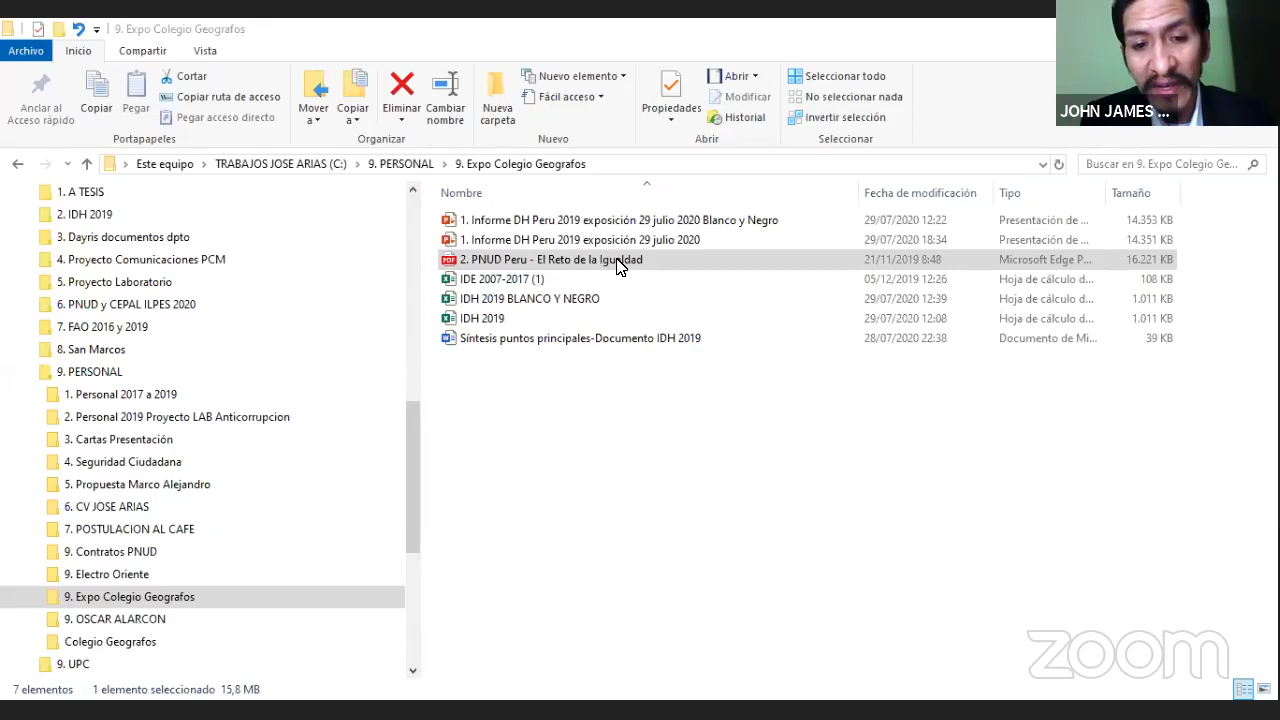 9. Expo Colegio Geografos
Archivo Inicio Compartir Vista
Anclar al Acceso rápido
Copiar
Pegar
Cortar
Copiar ruta de acceso
Pegar acceso directo
Portapapeles
Mover a
Copiar a
Eliminar
Cambiar nombre
Organizar
Nueva carpeta
Nuevo elemento
Fácil acceso
Nuevo
Propiedades
Abrir
Modificar
Historial
Abrir
Seleccionar todo
No seleccionar nada
Invertir selección
Seleccionar
JOHN JAMES ...
Este equipo > TRABAJOS JOSE ARIAS (C:) > 9. PERSONAL > 9. Expo Colegio Geografos
Buscar en 9. Expo Colegio Ge...
1. A TESIS
2. IDH 2019
3. Dayris documentos dpto
4. Proyecto Comunicaciones PCM
5. Proyecto Laboratorio
6. PNUD y CEPAL ILPES 2020
7. FAO 2016 y 2019
8. San Marcos
9. PERSONAL
1. Personal 2017 a 2019
2. Personal 2019 Proyecto LAB Anticorrupcion
3. Cartas Presentación
4. Seguridad Ciudadana
5. Propuesta Marco Alejandro
6. CV JOSE ARIAS
7. POSTULACION AL CAFE
9. Contratos PNUD
9. Electro Oriente
9. Expo Colegio Geografos
9. OSCAR ALARCON
Colegio Geografos
9. UPC
Nombre Fecha de modificación Tipo Tamaño
1. Informe DH Peru 2019 exposición 29 julio 2020 Blanco y Negro 29/07/2020 12:22 Presentación de ... 14.353 KB
1. Informe DH Peru 2019 exposición 29 julio 2020 29/07/2020 18:34 Presentación de ... 14.351 KB
2. PNUD Peru - El Reto de la Igualdad 21/11/2019 8:48 Microsoft Edge P... 16.221 KB
IDE 2007-2017 (1) 05/12/2019 12:26 Hoja de cálculo d... 108 KB
IDH 2019 BLANCO Y NEGRO 29/07/2020 12:39 Hoja de cálculo d... 1.011 KB
IDH 2019 29/07/2020 12:08 Hoja de cálculo d... 1.011 KB
Síntesis puntos principales-Documento IDH 2019 28/07/2020 22:38 Documento de Mi... 39 KB
zoom
7 elementos 1 elemento seleccionado 15,8 MB